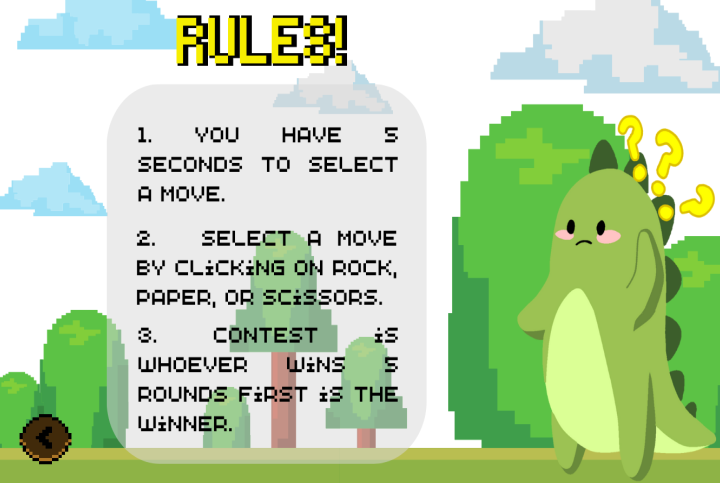 RULES!
1. YOU HAVE 5
SECONDS TO SELECT
A MOVE.
2. SELECT A MOVE
BY CLiCKiNG ON ROCK,
PAPER, OR SCiSSORS.
3. CONTEST iS
WHOEVER WiNS 5
ROUNDS FiRST iS THE
WiNNER.
???